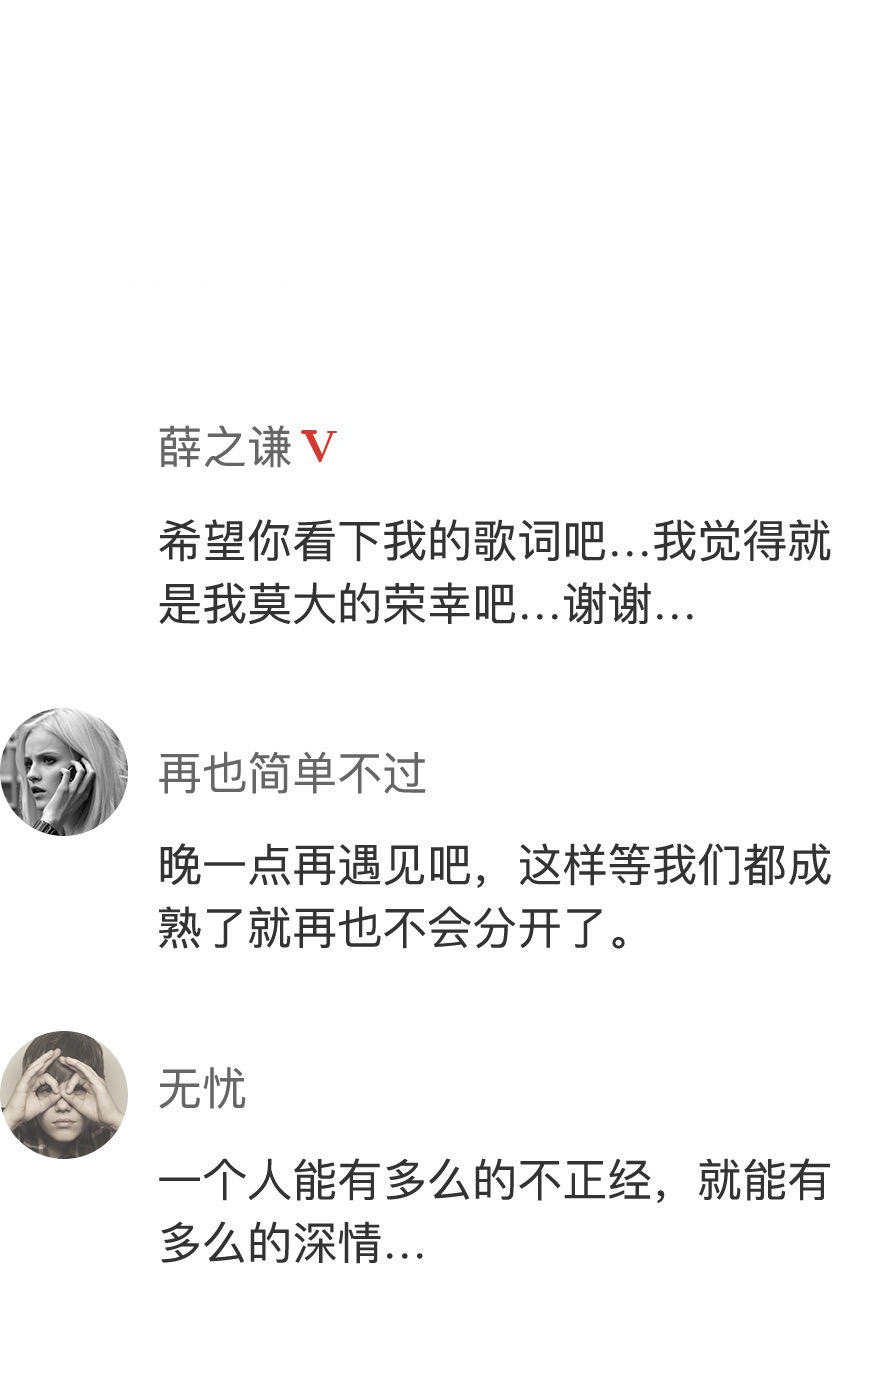 薛之谦 V
希望你看下我的歌词吧…我觉得就
是我莫大的荣幸吧…谢谢…
再也简单不过
晚一点再遇见吧，这样等我们都成
熟了就再也不会分开了。
无忧
一个人能有多么的不正经，就能有
多么的深情…